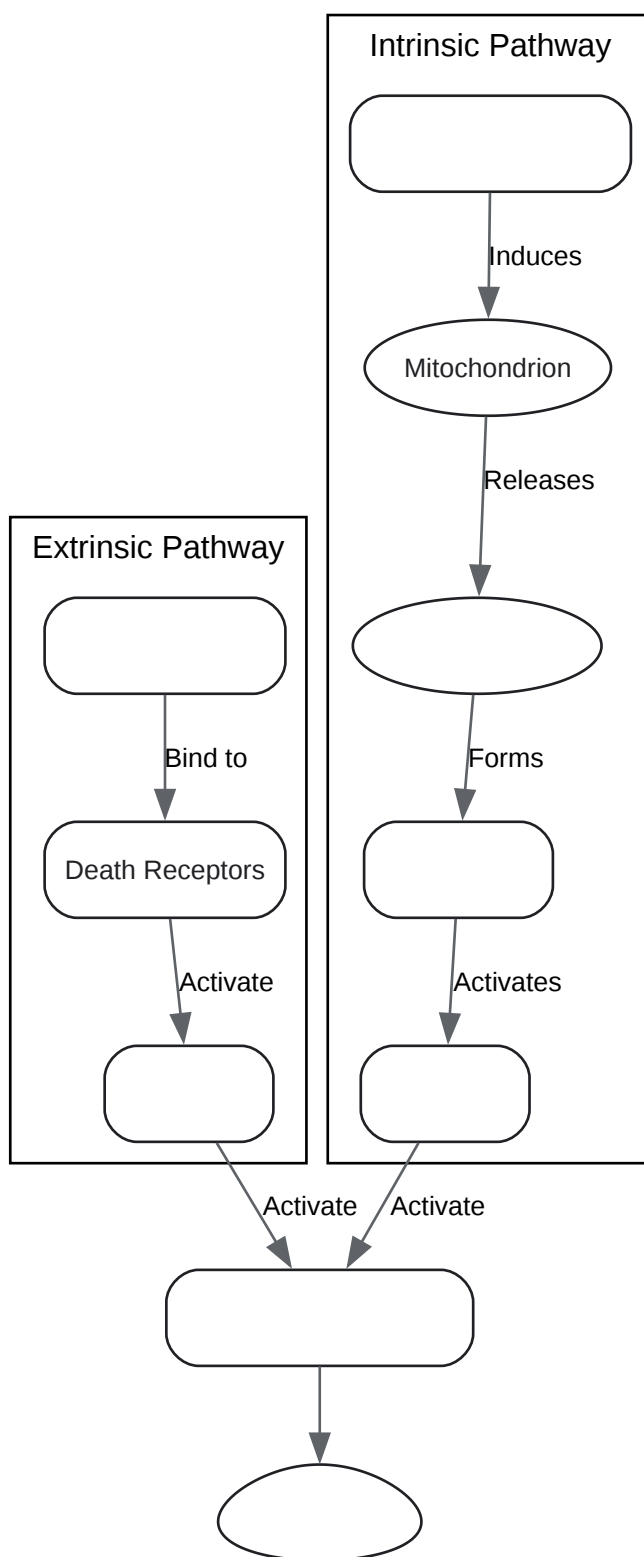 Intrinsic Pathway
Induces
Mitochondrion
Releases
Extrinsic Pathway
Bind to
Forms
Death Receptors
Activate
Activates
Activate
Activate